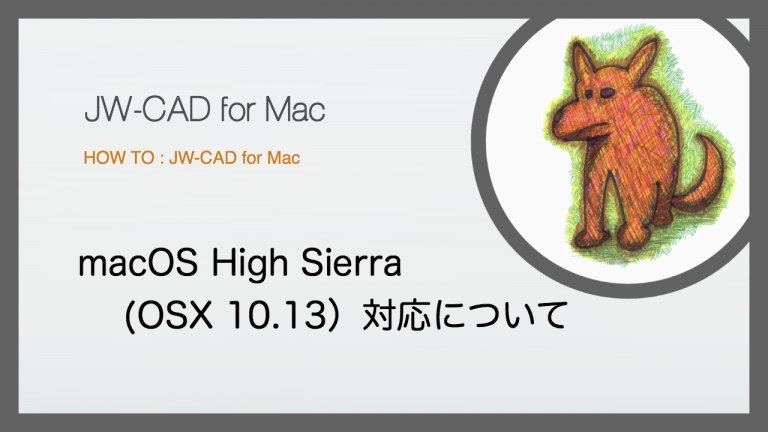 JW-CAD for Mac
HOW TO : JW-CAD for Mac
macOS High Sierra
(OSX 10.13）対応について